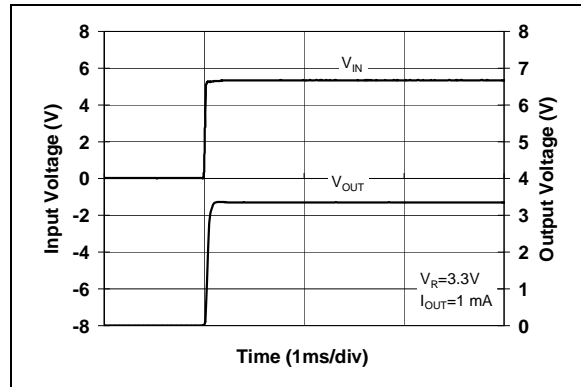 8 8
6 V_IN 7
4 6
2 5
0 4
V_OUT
-2 3
-4 2
-6 V_R=3.3V 1
I_OUT=1 mA
-8 0
Input Voltage (V)
Output Voltage (V)
Time (1ms/div)